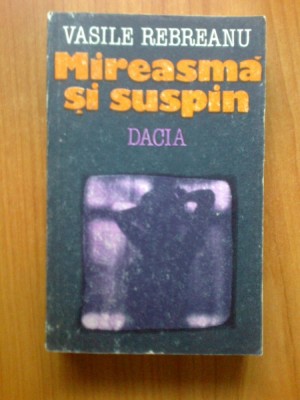 VASILE REBREANU
Mireasmă
și suspin
DACIA